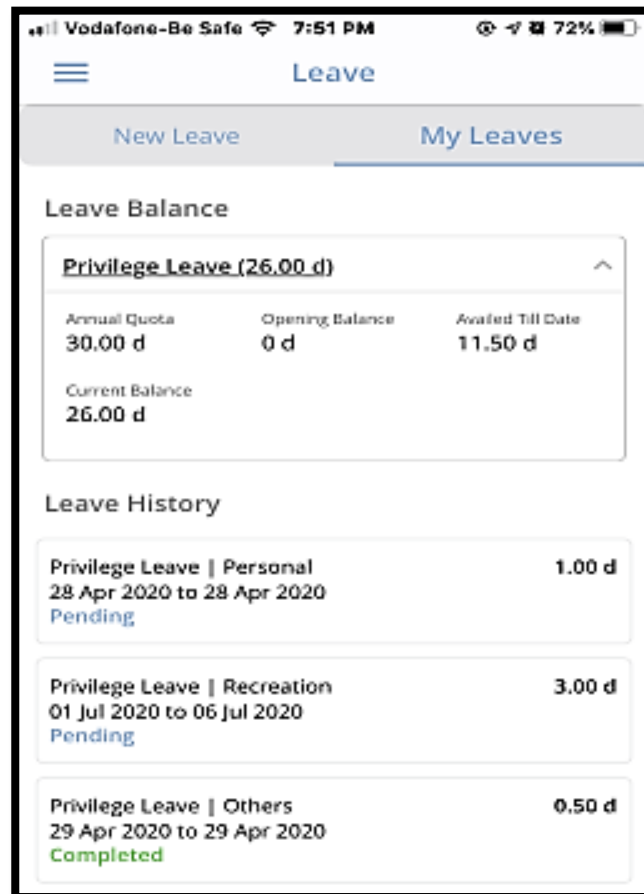 Vodafone-Be Safe 7:51 PM 72%
Leave
New Leave My Leaves
Leave Balance
Privilege Leave (26.00 d)
Annual Quota Opening Balance Availed Till Date
30.00 d 0 d 11.50 d
Current Balance
26.00 d
Leave History
Privilege Leave | Personal 1.00 d
28 Apr 2020 to 28 Apr 2020
Pending
Privilege Leave | Recreation 3.00 d
01 Jul 2020 to 06 Jul 2020
Pending
Privilege Leave | Others 0.50 d
29 Apr 2020 to 29 Apr 2020
Completed